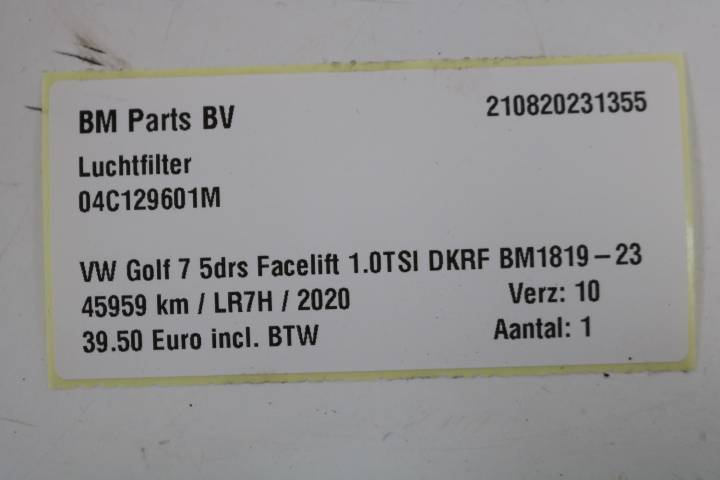 BM Parts BV 210820231355
Luchtfilter
04C129601M
VW Golf 7 5drs Facelift 1.0TSI DKRF BM1819-23
45959 km / LR7H / 2020 Verz: 10
39.50 Euro incl. BTW Aantal: 1